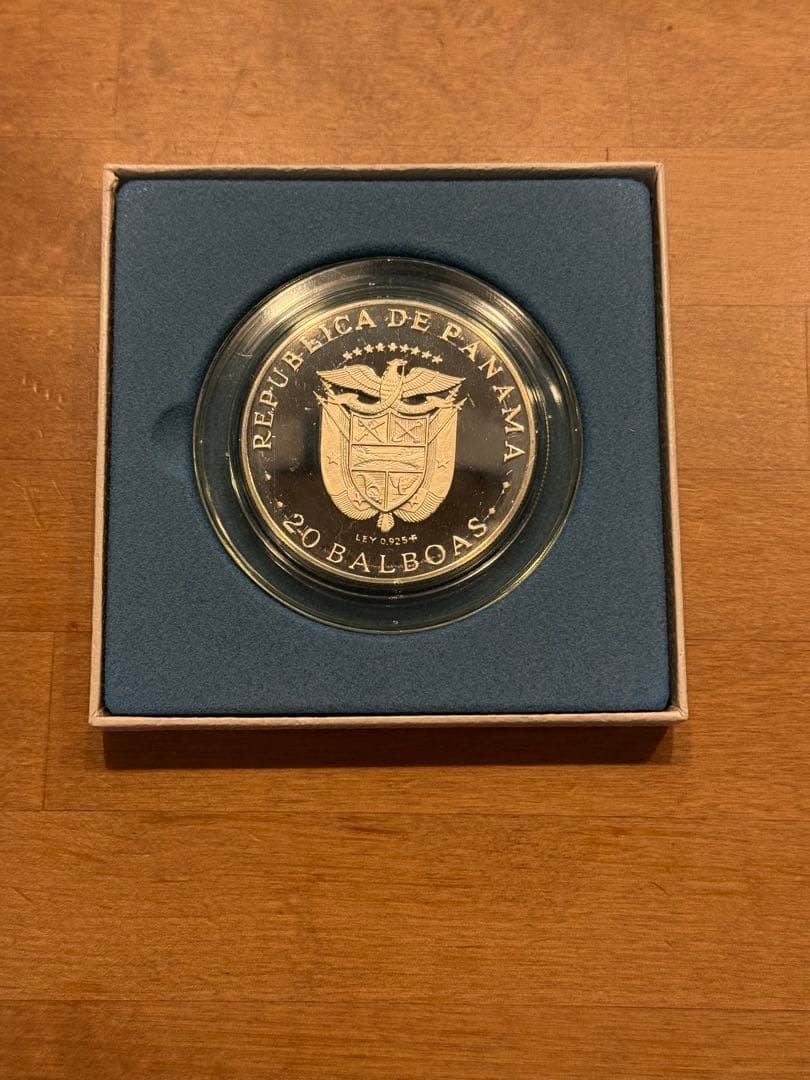 REPUBLICA DE PANAMA
LEY 0.925
20 BALBOAS